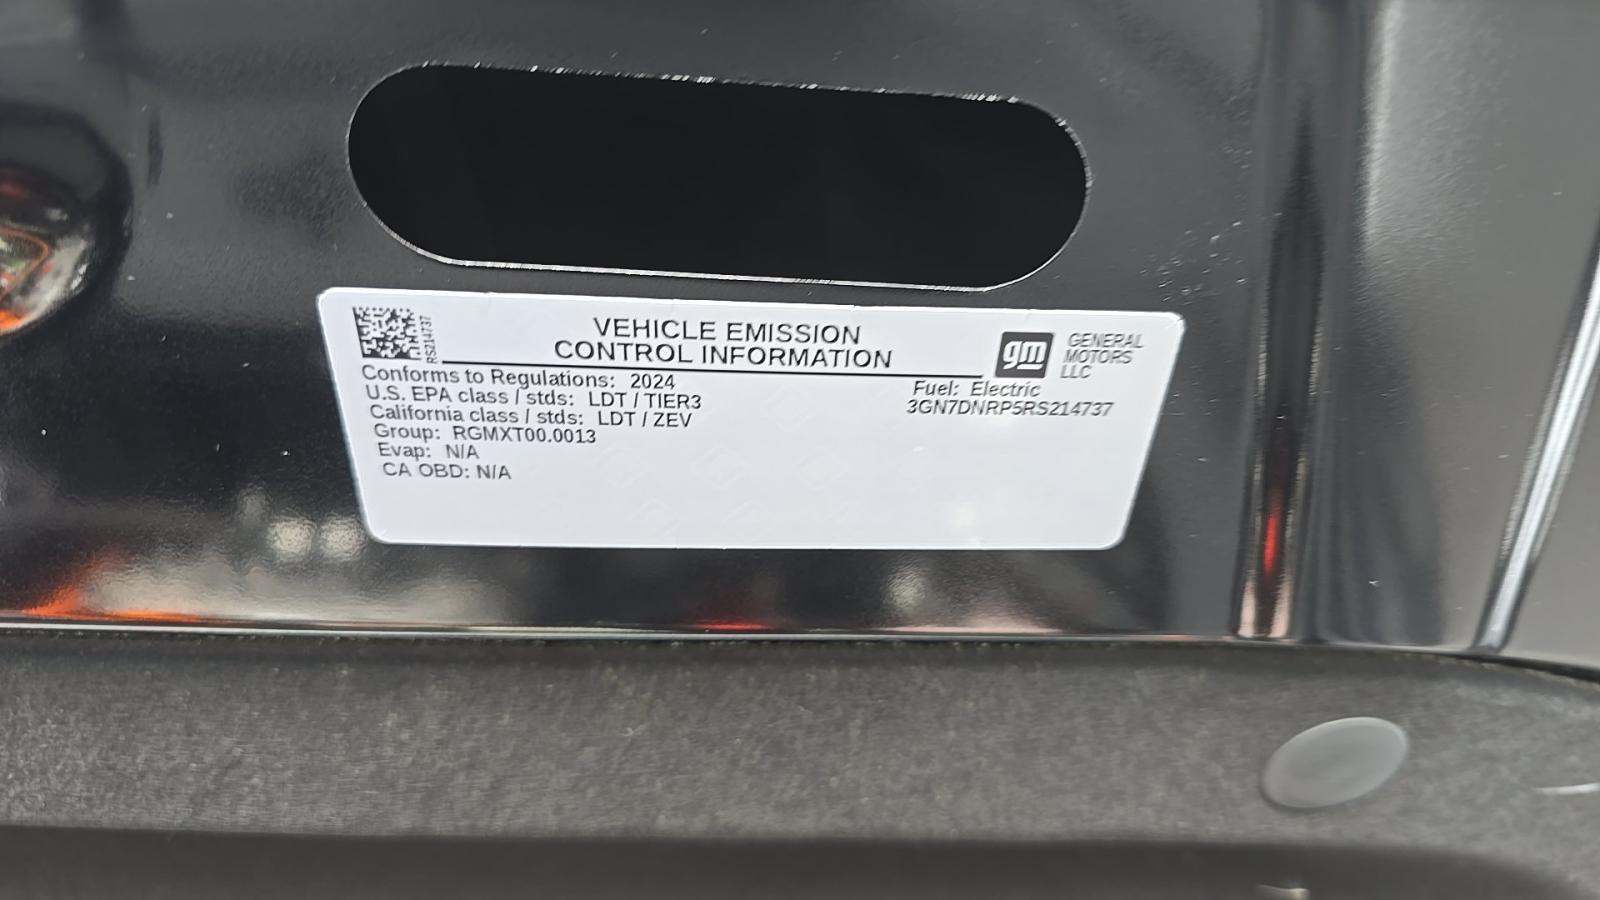 RS214737
VEHICLE EMISSION
CONTROL INFORMATION
gm
GENERAL
MOTORS
LLC
Conforms to Regulations: 2024
U.S. EPA class / stds: LDT / TIER3
California class / stds: LDT / ZEV
Group: RGMXT00.0013
Evap: N/A
CA OBD: N/A
Fuel: Electric
3GN7DNRP5RS214737